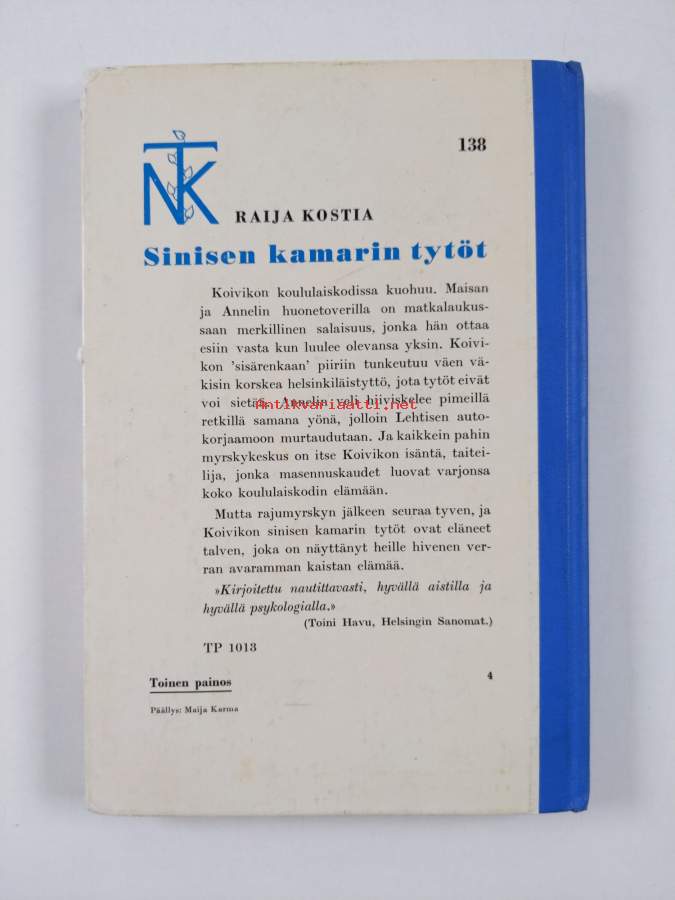 138
NTK
RAIJA KOSTIA
Sinisen kamarin tytöt
Koivikon koululaiskodissa kuohuu. Maisan
ja Annelin huonetoverilla on matkalaukus-
saan merkillinen salaisuus, jonka hän ottaa
esiin vasta kun luulee olevansa yksin. Koivi-
kon 'sisärenkaan' piiriin tunkeutuu väen vä-
kisin korskea helsinkiläistyttö, jota tytöt eivät
voi sietää. Annelin veli hiiviskelee pimeillä
antikvariaatti.net
retkillä samana yönä, jolloin Lehtisen auto-
korjaamoon murtaudutaan. Ja kaikkein pahin
myrskykeskus on itse Koivikon isäntä, taitei-
lija, jonka masennuskaudet luovat varjonsa
koko koululaiskodin elämään.
Mutta rajumyrskyn jälkeen seuraa tyven, ja
Koivikon sinisen kamarin tytöt ovat eläneet
talven, joka on näyttänyt heille hivenen ver-
ran avaramman kaistan elämää.
»Kirjoitettu nautittavasti, hyvällä aistilla ja
hyvällä psykologialla.»
(Toini Havu, Helsingin Sanomat.)
TP 1013
Toinen painos
4
Päällys: Maija Karma